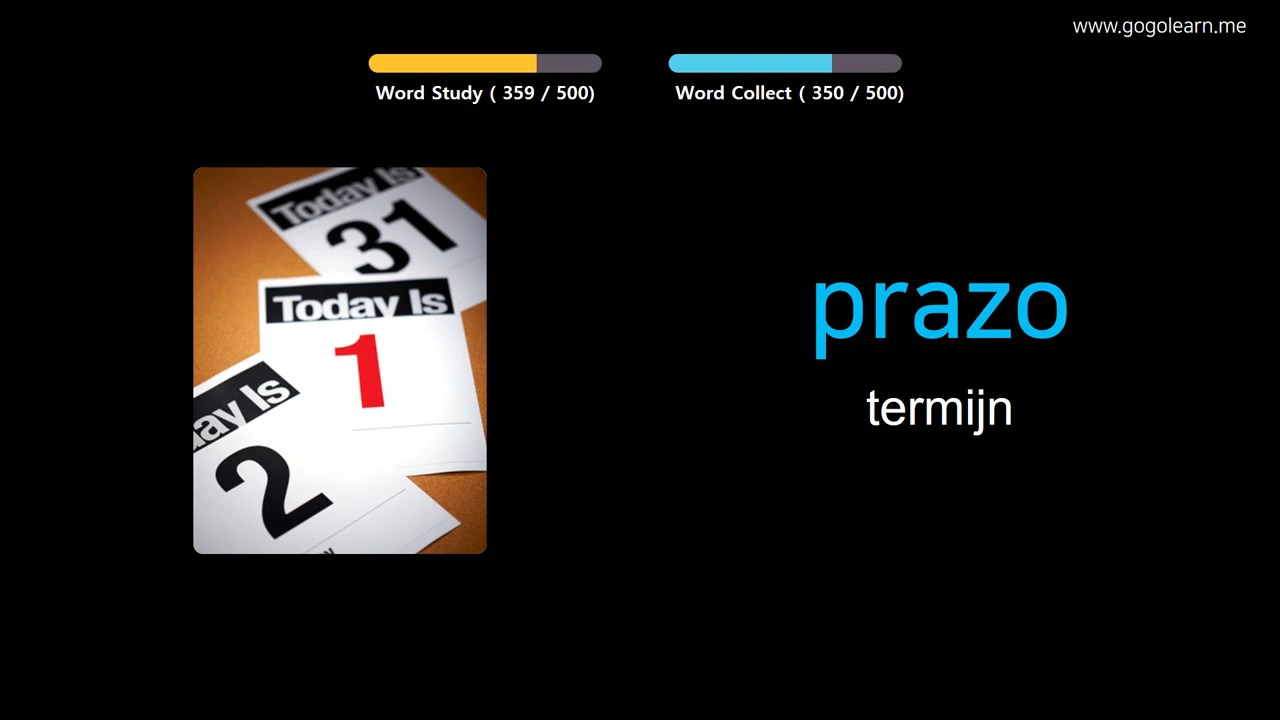 www.gogolearn.me
Word Study ( 359 / 500)
Word Collect ( 350 / 500)
Today Is
31
Today Is
1
ay Is
2
prazo
termijn